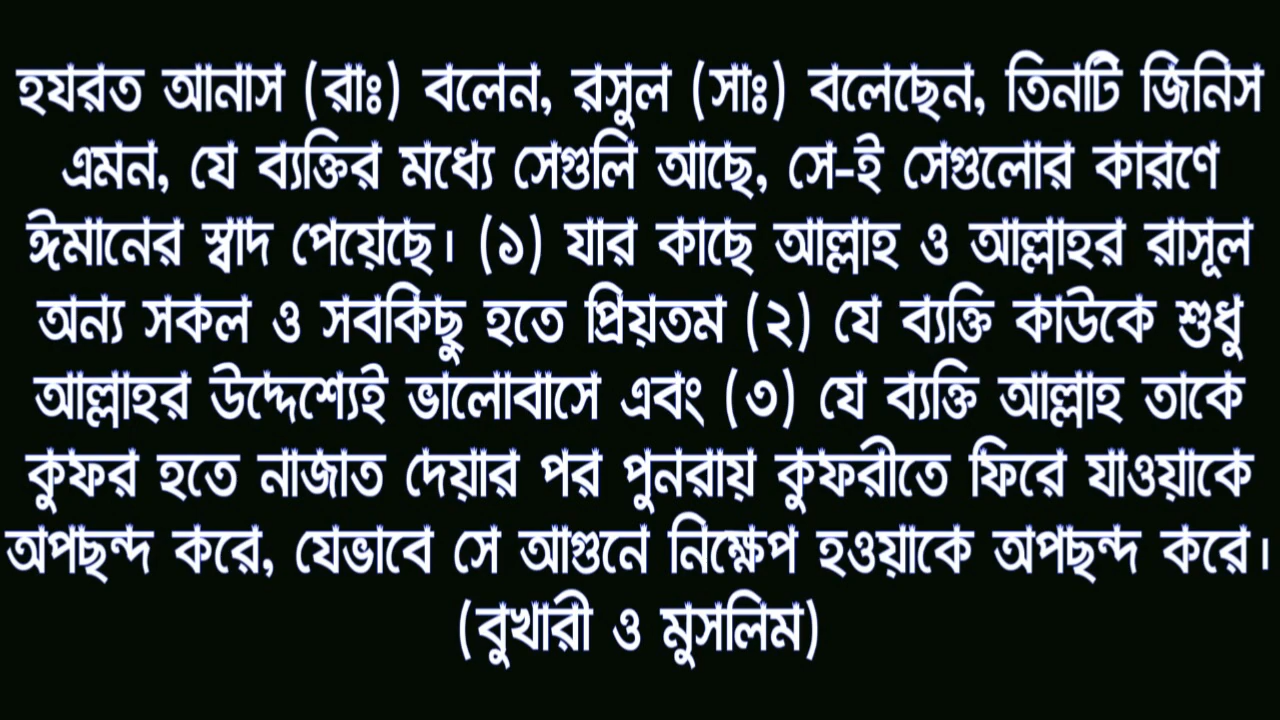 হযরত আনাস (রাঃ) বলেন, রসুল (সাঃ) বলেছেন, তিনটি জিনিস
এমন, যে ব্যক্তির মধ্যে সেগুলি আছে, সে-ই সেগুলোর কারণে
ঈমানের স্বাদ পেয়েছে। (১) যার কাছে আল্লাহ ও আল্লাহর রাসূল
অন্য সকল ও সবকিছু হতে প্রিয়তম (২) যে ব্যক্তি কাউকে শুধু
আল্লাহর উদ্দেশ্যেই ভালোবাসে এবং (৩) যে ব্যক্তি আল্লাহ তাকে
কুফর হতে নাজাত দেয়ার পর পুনরায় কুফরীতে ফিরে যাওয়াকে
অপছন্দ করে, যেভাবে সে আগুনে নিক্ষেপ হওয়াকে অপছন্দ করে।
(বুখারী ও মুসলিম)